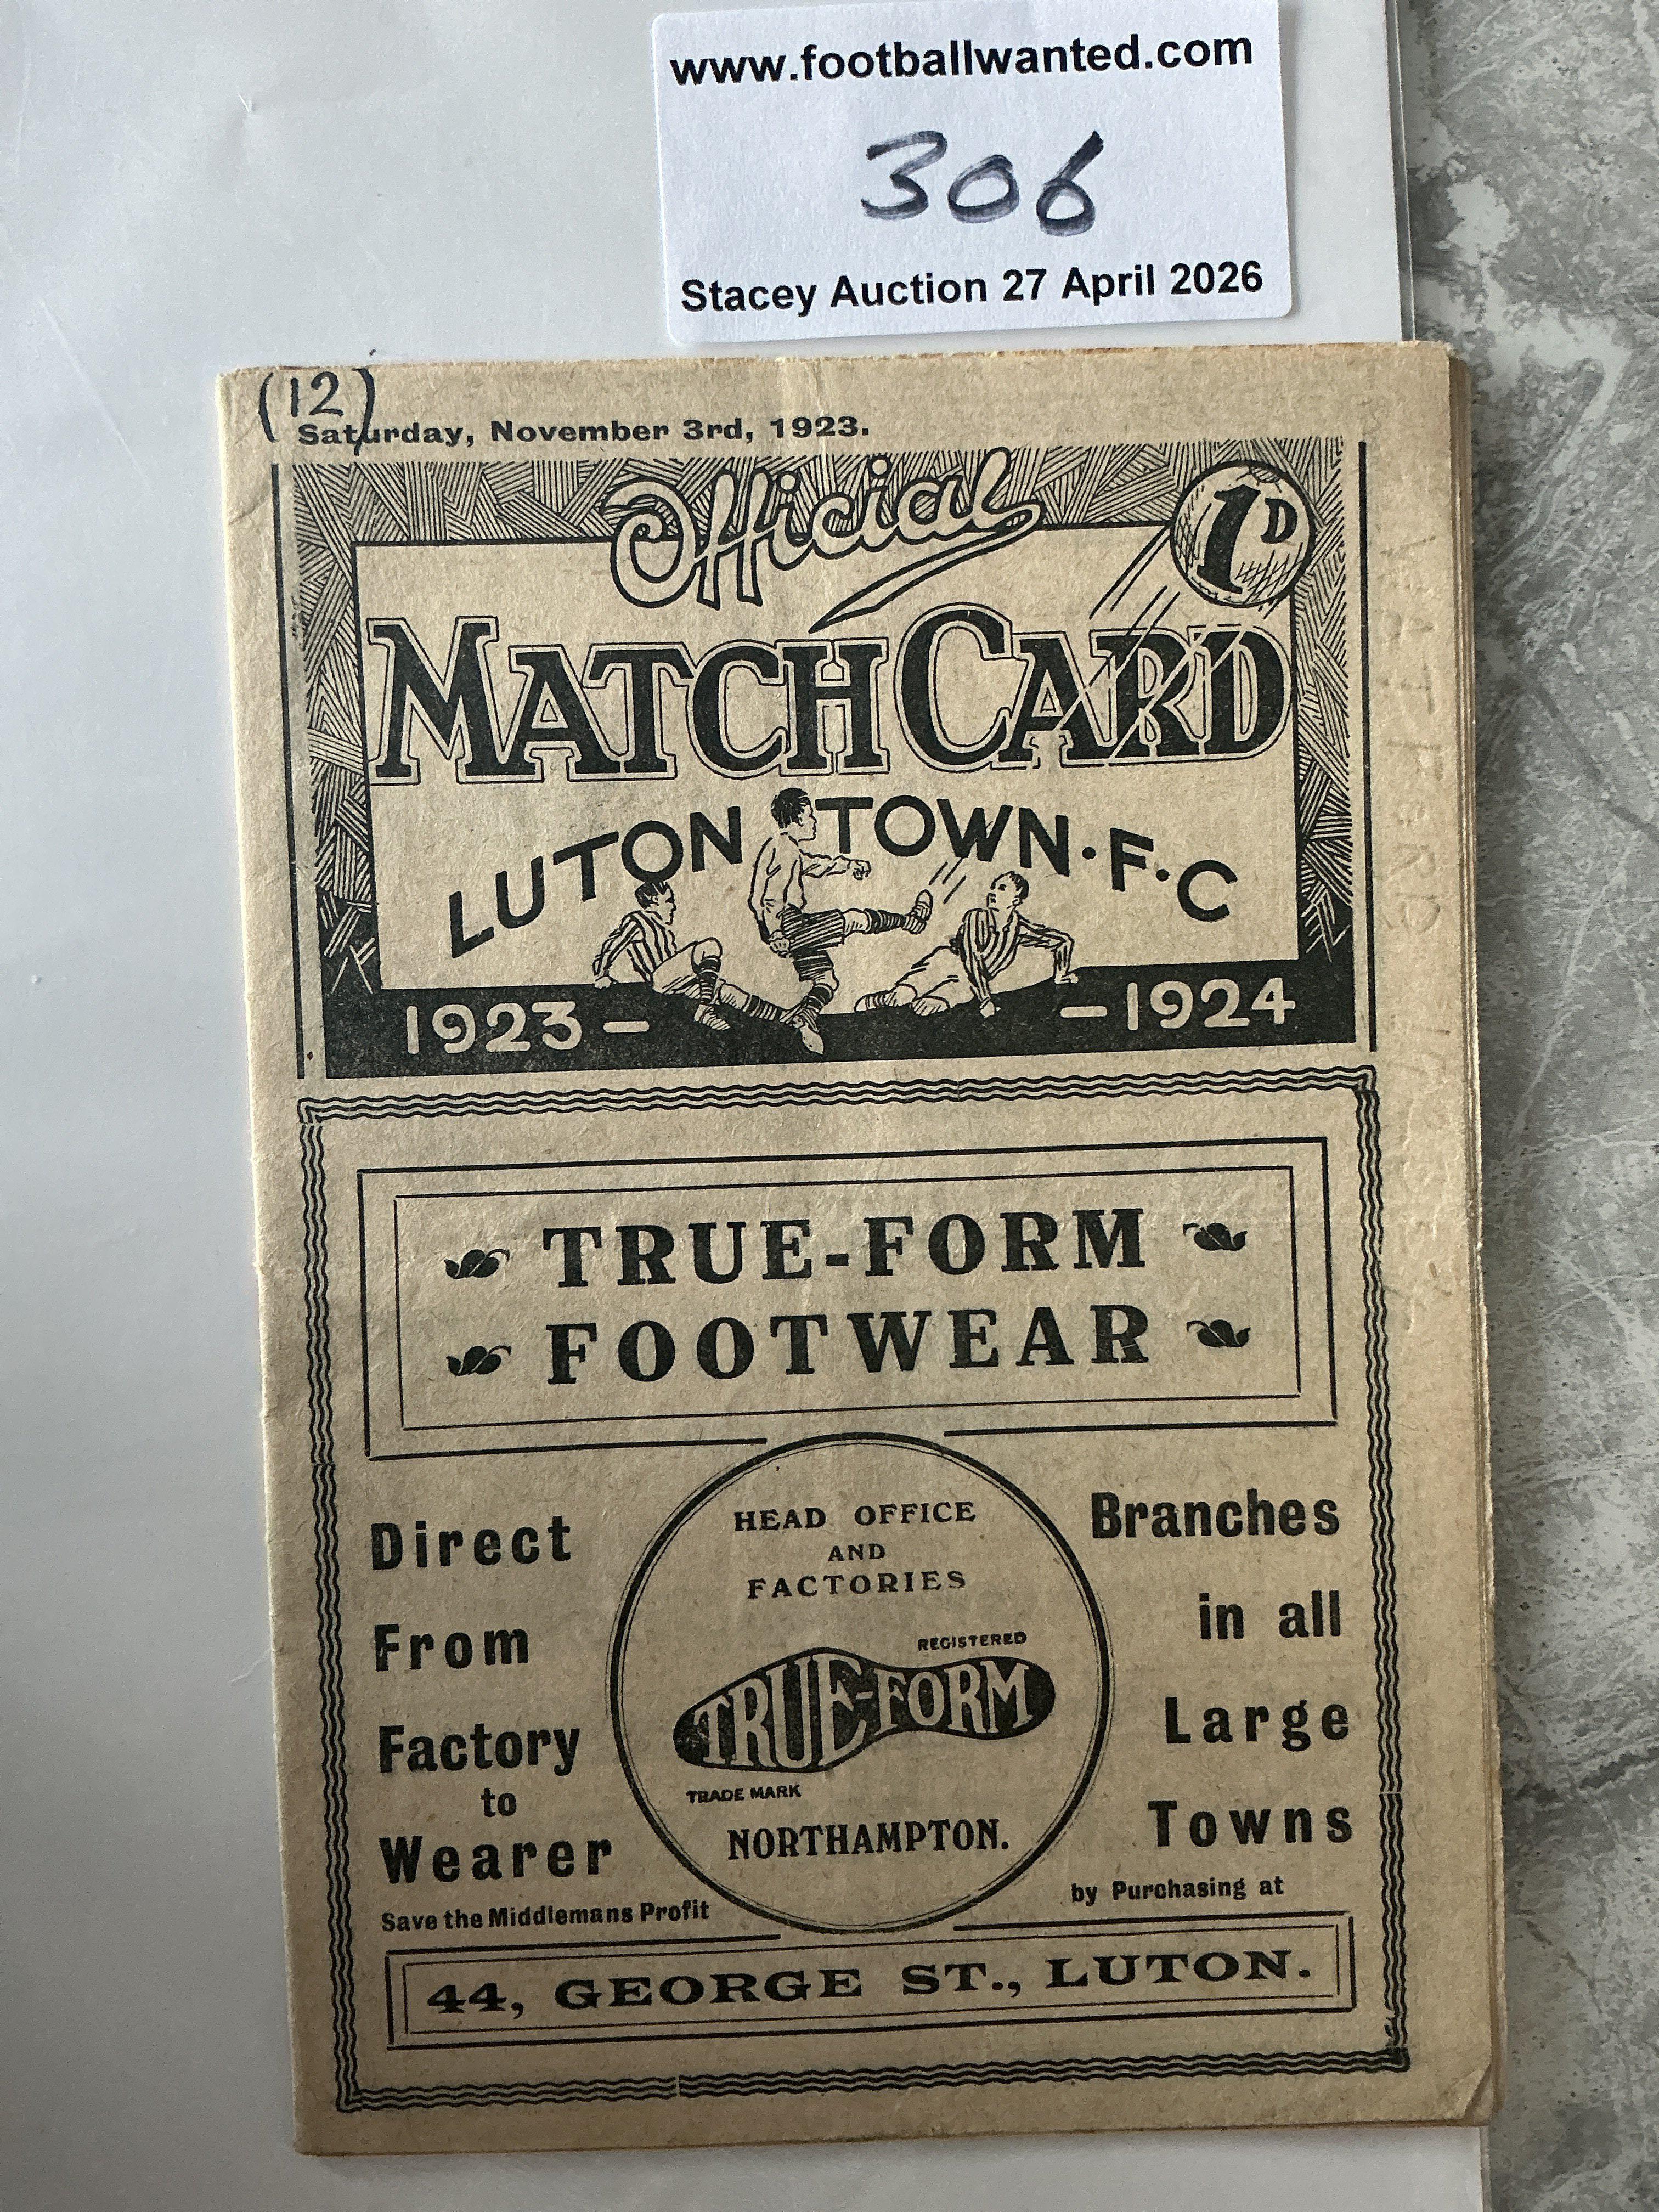 www.footballwanted.com
306
Stacey Auction 27 April 2026
(12)
Saturday, November 3rd, 1923.
Official
1D
MATCH CARD
LUTON TOWN·F·C
1923 - - 1924
TRUE-FORM
FOOTWEAR
Direct
From
Factory
to
Wearer
Save the Middlemans Profit
HEAD OFFICE
AND
FACTORIES
REGISTERED
TRUE-FORM
TRADE MARK
NORTHAMPTON.
Branches
in all
Large
Towns
by Purchasing at
44, GEORGE ST., LUTON.